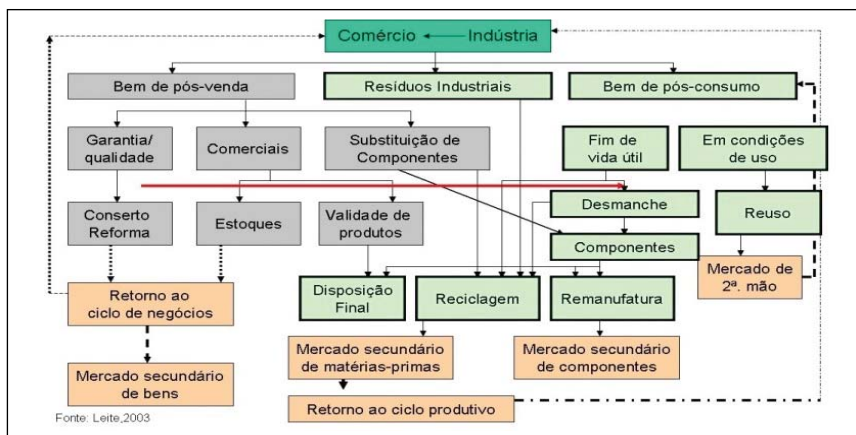 Comércio Indústria
Bem de pós-venda
Resíduos Industriais
Bem de pós-consumo
Garantia/
qualidade
Comerciais
Substituição de
Componentes
Fim de
vida útil
Em condições
de uso
Conserto
Reforma
Estoques
Validade de
produtos
Desmanche
Reuso
Componentes
Mercado de
2ª. mão
Retorno ao
ciclo de negócios
Disposição
Final
Reciclagem
Remanufatura
Mercado secundário
de matérias-primas
Mercado secundário
de componentes
Mercado secundário
de bens
Retorno ao ciclo produtivo
Fonte: Leite,2003